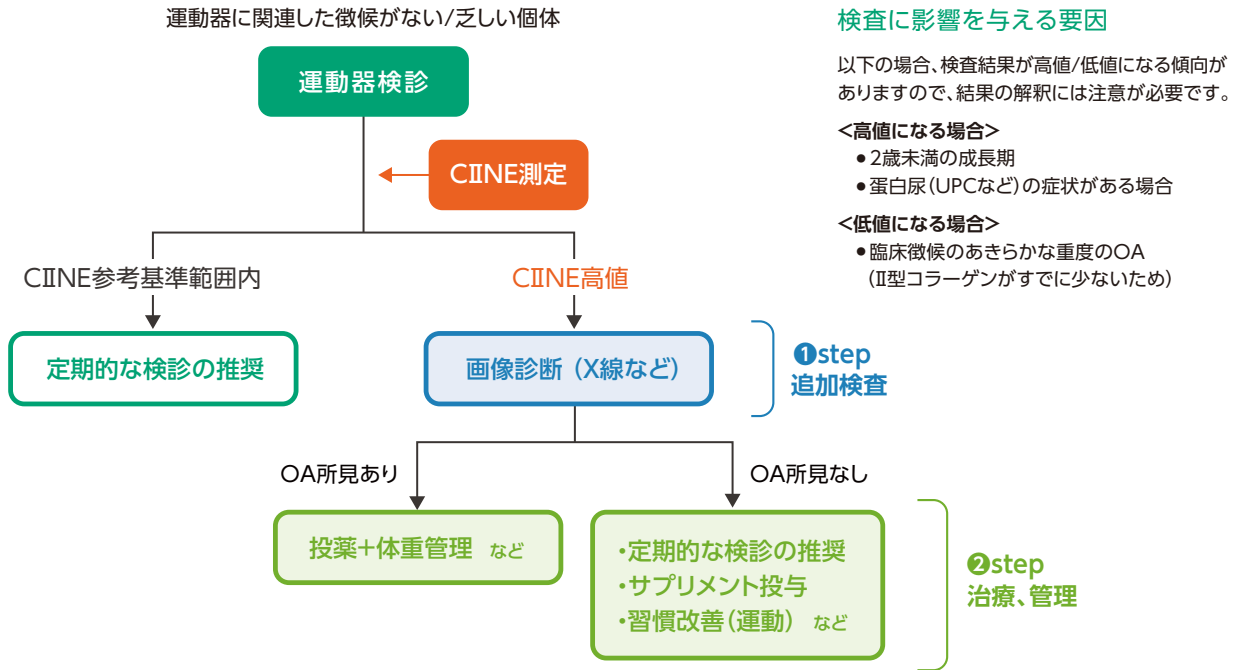 運動器に関連した徴候がない/乏しい個体
運動器検診
CⅡNE測定
CⅡNE参考基準範囲内
CⅡNE高値
定期的な検診の推奨
画像診断（X線など）
❶step
追加検査
OA所見あり
OA所見なし
投薬+体重管理 など
・定期的な検診の推奨
・サプリメント投与
・習慣改善（運動） など
❷step
治療、管理
検査に影響を与える要因
以下の場合、検査結果が高値/低値になる傾向が
ありますので、結果の解釈には注意が必要です。
<高値になる場合>
●2歳未満の成長期
●蛋白尿（UPCなど）の症状がある場合
<低値になる場合>
●臨床徴候のあきらかな重度のOA
（Ⅱ型コラーゲンがすでに少ないため）